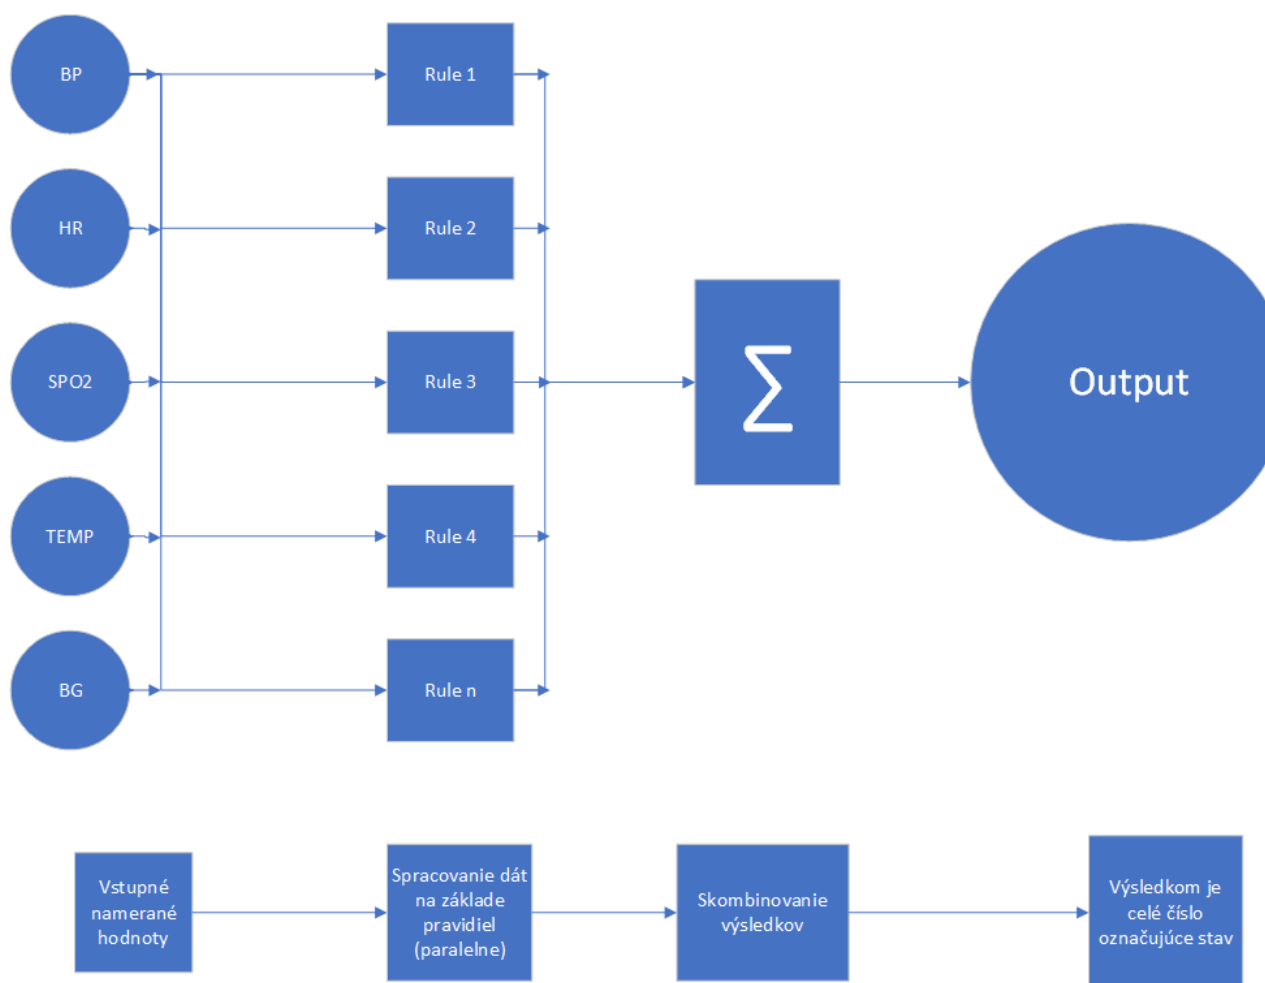 BP
Rule 1
HR
Rule 2
SPO2
Rule 3
∑
Output
TEMP
Rule 4
BG
Rule n
Vstupné
namerané
hodnoty
Spracovanie dát
na základe
pravidiel
(paralelne)
Skombinovanie
výsledkov
Výsledkom je
celé číslo
označujúce stav